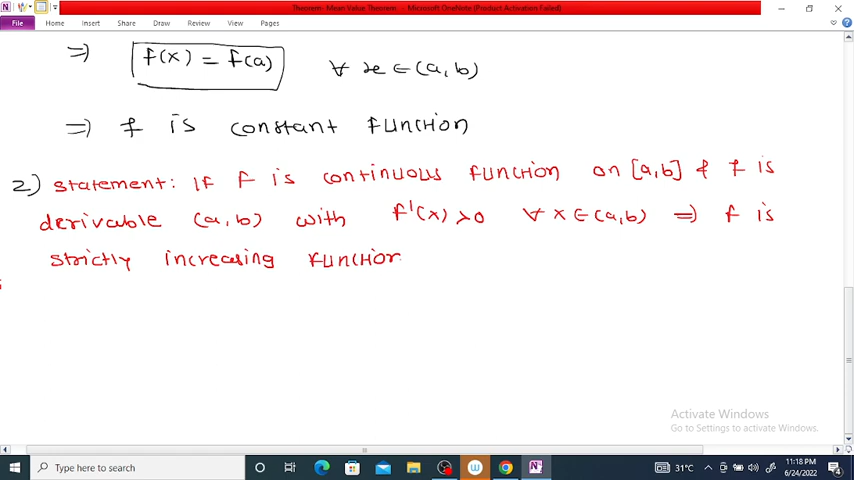 Theorem- Mean Value Theorem - Microsoft OneNote (Product Activation Failed)
File Home Insert Share Draw Review View Pages
⇒ f(x) = f(a) ∀ x ∈ (a, b)
⇒ f is constant function
2) statement: If f is continuous function on [a,b] & f is
derivable (a,b) with f'(x) >0 ∀ x ∈ (a,b) ⇒ f is
strictly increasing function
Activate Windows
Go to Settings to activate Windows.
Type here to search
31°C
11:18 PM
6/24/2022